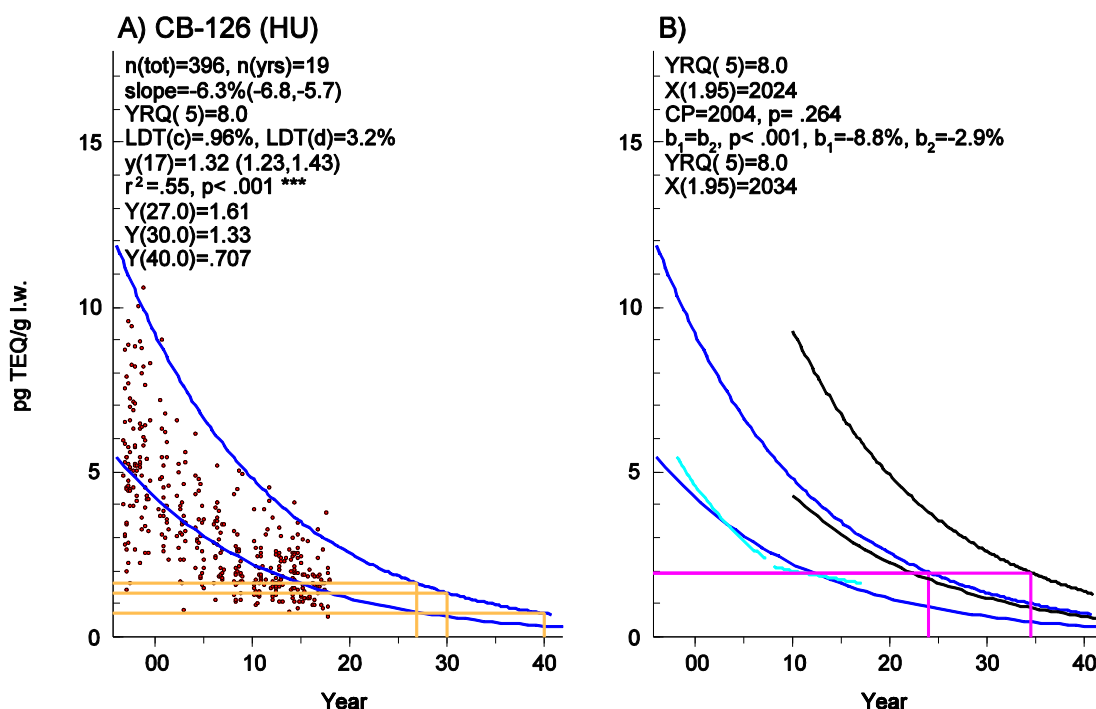 A) CB-126 (HU)
n(tot)=396, n(yrs)=19
slope=-6.3%(-6.8,-5.7)
YRQ( 5)=8.0
LDT(c)=.96%, LDT(d)=3.2%
y(17)=1.32 (1.23,1.43)
r²=.55, p< .001 ***
Y(27.0)=1.61
Y(30.0)=1.33
Y(40.0)=.707
pg TEQ/g l.w.
15
10
5
0
00 10 20 30 40
Year
B)
YRQ( 5)=8.0
X(1.95)=2024
CP=2004, p= .264
b₁=b₂, p< .001, b₁=-8.8%, b₂=-2.9%
YRQ( 5)=8.0
X(1.95)=2034
15
10
5
0
00 10 20 30 40
Year